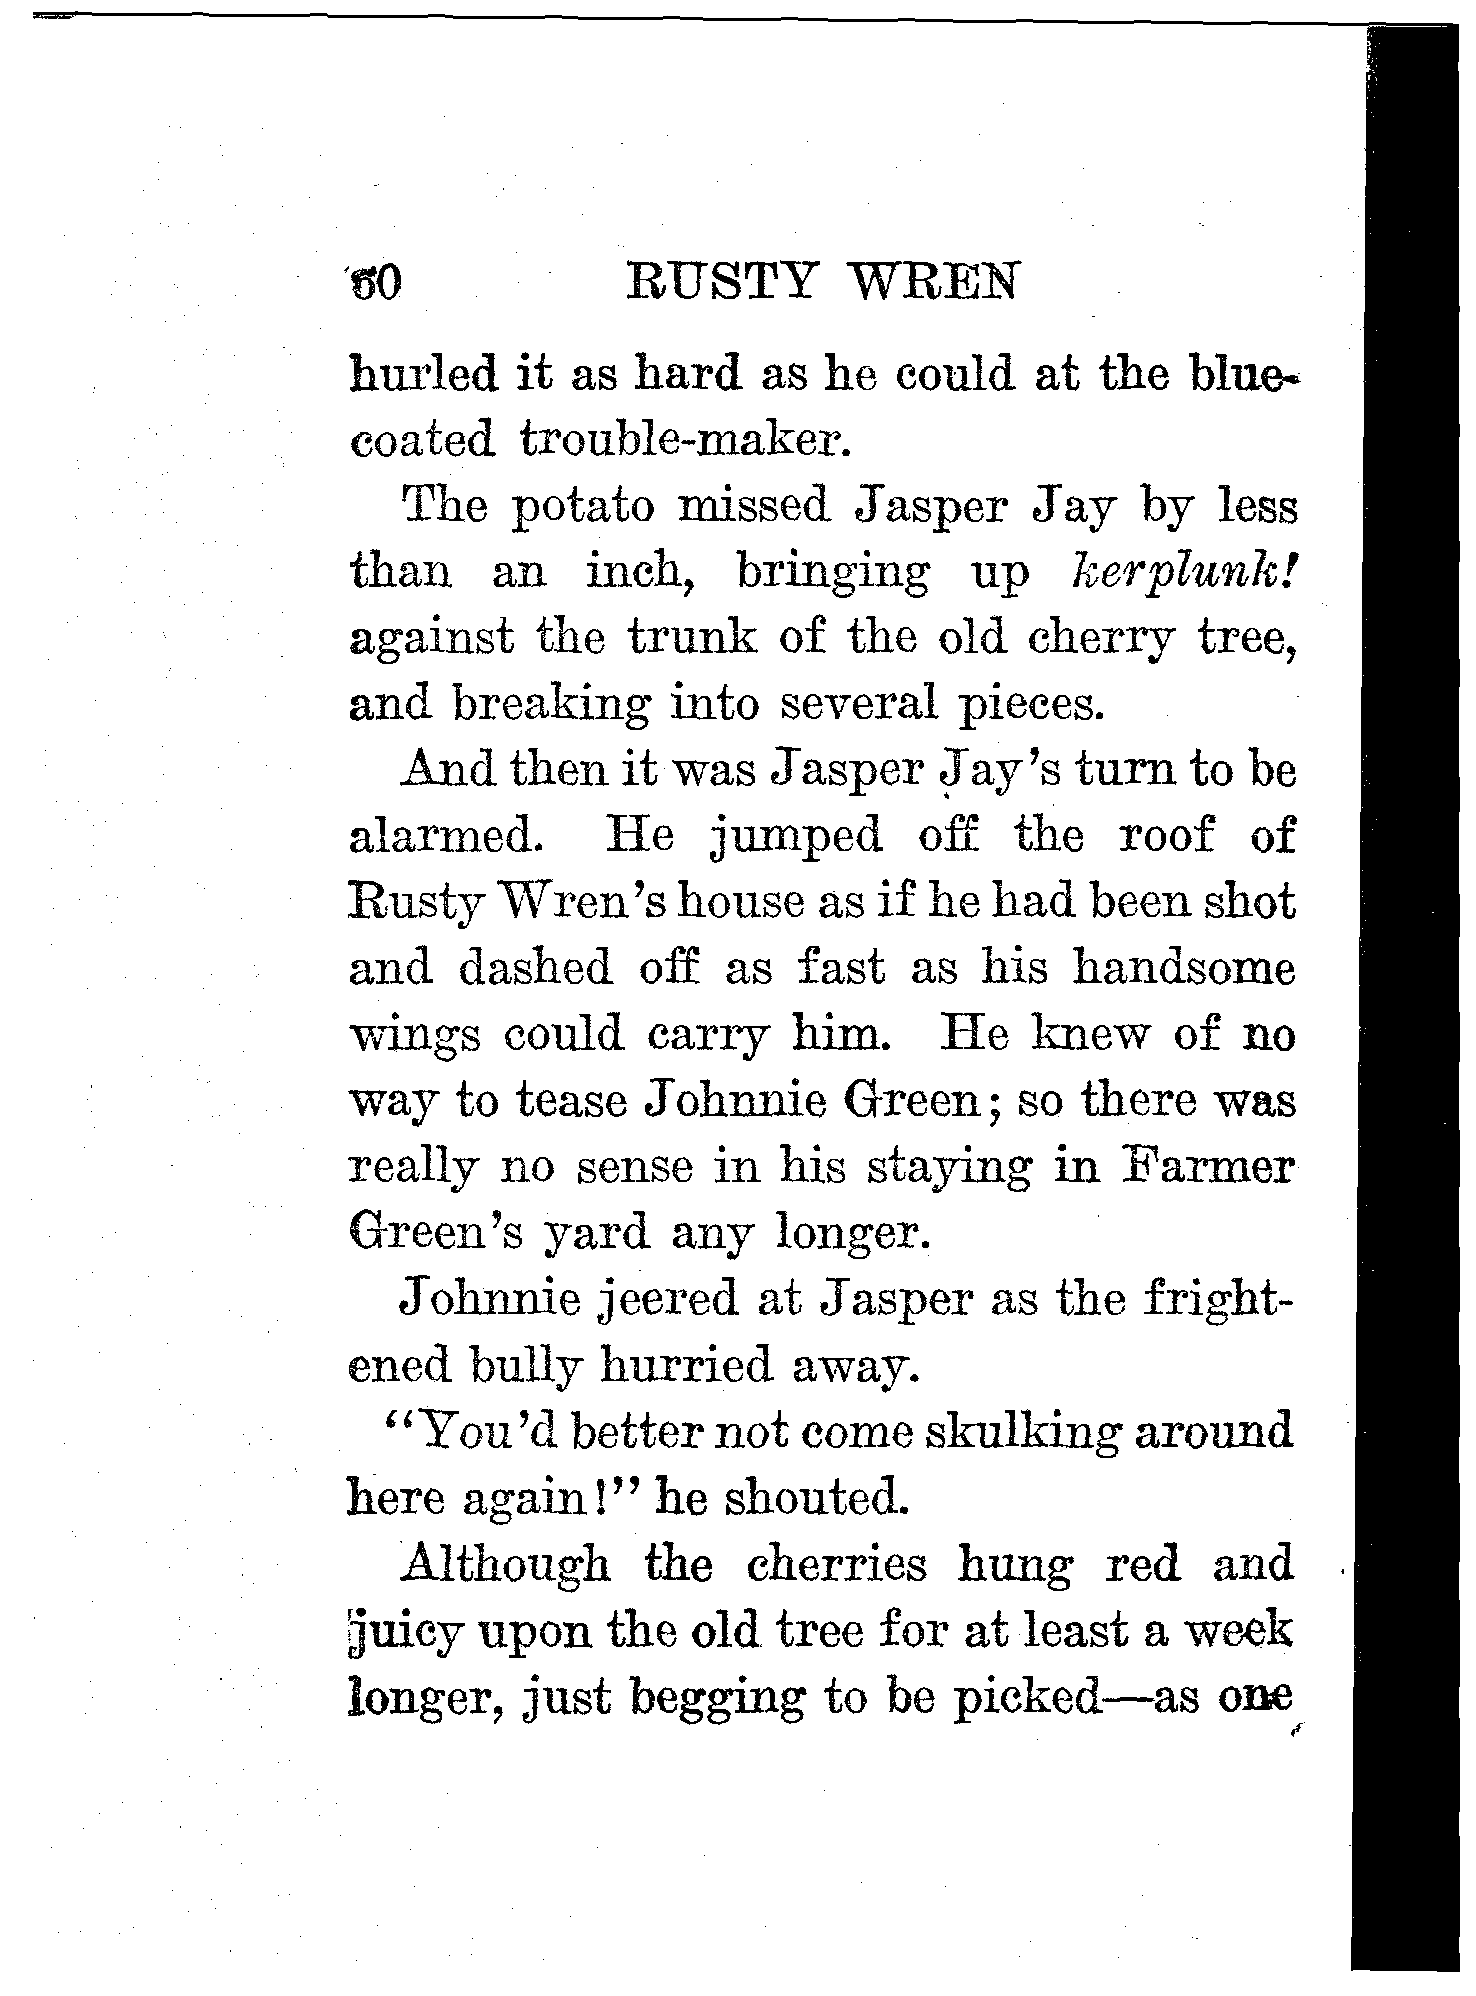 60 RUSTY WREN
hurled it as hard as he could at the blue-
coated trouble-maker.
The potato missed Jasper Jay by less
than an inch, bringing up kerplunk!
against the trunk of the old cherry tree,
and breaking into several pieces.
And then it was Jasper Jay's turn to be
alarmed. He jumped off the roof of
Rusty Wren's house as if he had been shot
and dashed off as fast as his handsome
wings could carry him. He knew of no
way to tease Johnnie Green; so there was
really no sense in his staying in Farmer
Green's yard any longer.
Johnnie jeered at Jasper as the fright-
ened bully hurried away.
"You'd better not come skulking around
here again!" he shouted.
Although the cherries hung red and
juicy upon the old tree for at least a week
longer, just begging to be picked—as one